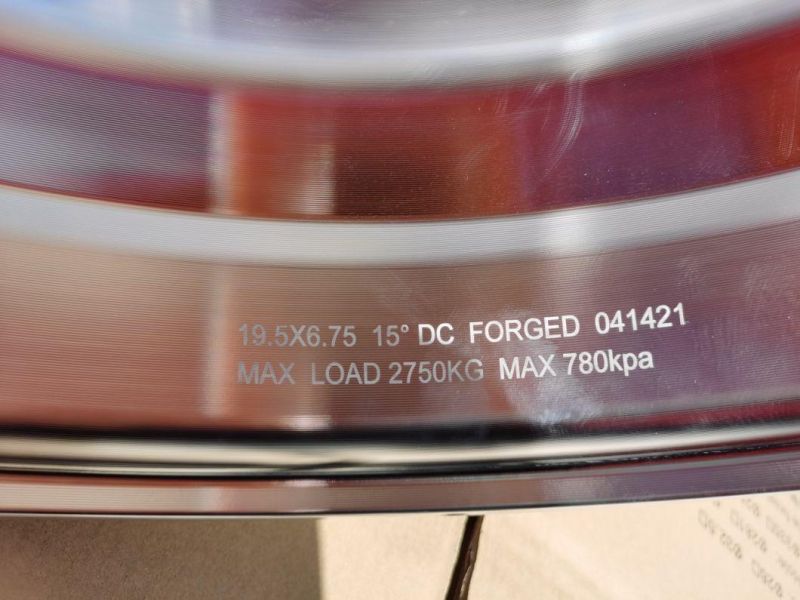 19.5X6.75 15° DC FORGED 041421
MAX LOAD 2750KG MAX 780kpa